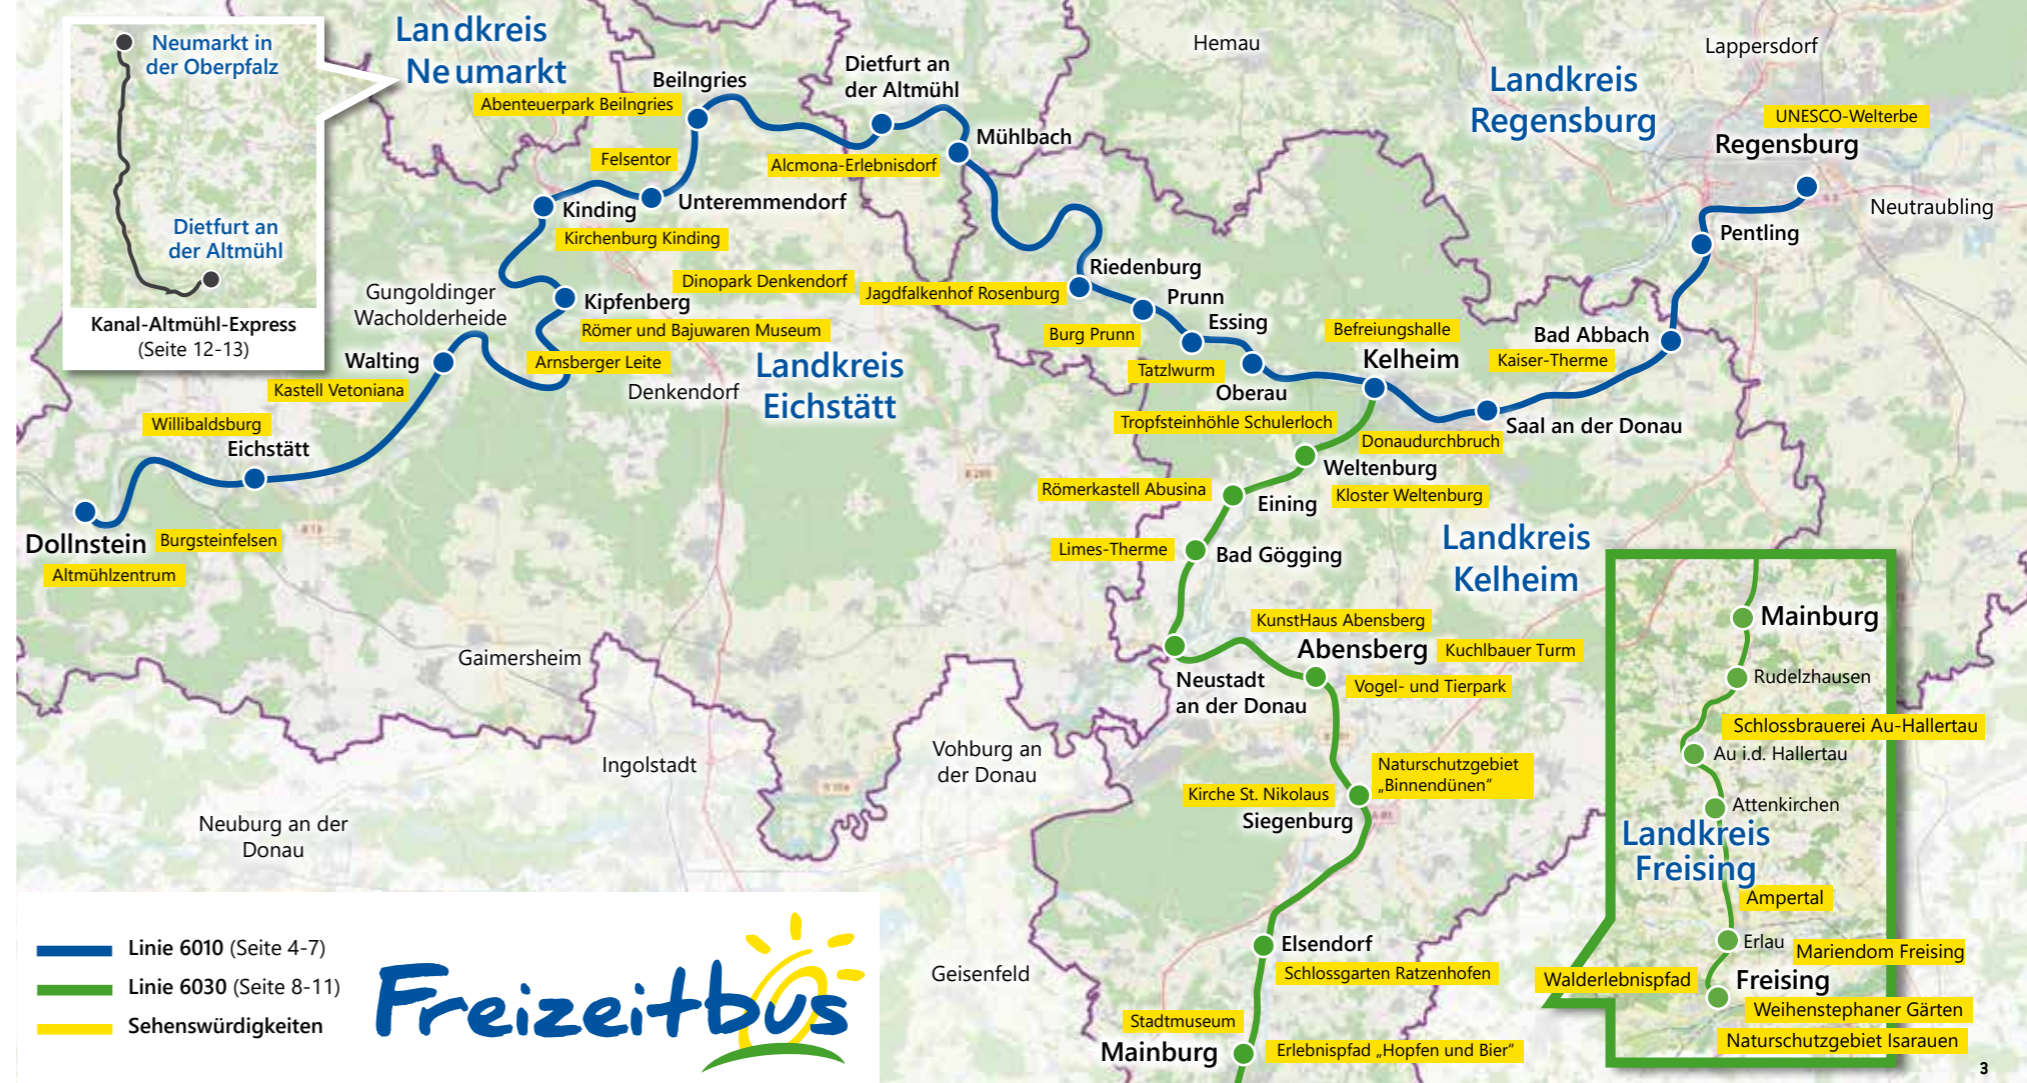 Neumarkt in
der Oberpfalz
Dietfurt an
der Altmühl
Kanal-Altmühl-Express
(Seite 12-13)
Landkreis
Neumarkt
Beilngries
Abenteuerpark Beilngries
Dietfurt an
der Altmühl
Hemau
Landkreis
Regensburg
Lappersdorf
UNESCO-Welterbe
Regensburg
Neutraubling
Pentling
Felsentor
Alcmona-Erlebnisdorf
Mühlbach
Kinding
Unteremmendorf
Kirchenburg Kinding
Gungoldinger
Wacholderheide
Kipfenberg
Dinopark Denkendorf
Römer und Bajuwaren Museum
Jagdfalkenhof Rosenburg
Riedenburg
Prunn
Burg Prunn
Essing
Tatzlwurm
Oberau
Befreiungshalle
Kelheim
Bad Abbach
Kaiser-Therme
Walting
Kastell Vetoniana
Arnsberger Leite
Denkendorf
Landkreis
Eichstätt
Willibaldsburg
Eichstätt
Dollnstein
Burgsteinfelsen
Altmühlzentrum
Tropfsteinhöhle Schulerloch
Donaudurchbruch
Saal an der Donau
Weltenburg
Kloster Weltenburg
Römerkastell Abusina
Eining
Limes-Therme
Bad Gögging
Landkreis
Kelheim
KunstHaus Abensberg
Abensberg
Kuchlbauer Turm
Vogel- und Tierpark
Neustadt
an der Donau
Gaimersheim
Ingolstadt
Vohburg an
der Donau
Neuburg an der
Donau
Naturschutzgebiet
„Binnendünen“
Kirche St. Nikolaus
Siegenburg
Geisenfeld
Elsendorf
Schlossgarten Ratzenhofen
Stadtmuseum
Mainburg
Erlebnispfad „Hopfen und Bier“
Mainburg
Rudelzhausen
Schlossbrauerei Au-Hallertau
Au i.d. Hallertau
Attenkirchen
Landkreis
Freising
Ampertal
Erlau
Mariendom Freising
Walderlebnispfad
Freising
Weihenstephaner Gärten
Naturschutzgebiet Isarauen
Linie 6010 (Seite 4-7)
Linie 6030 (Seite 8-11)
Sehenswürdigkeiten
Freizeitbus
3